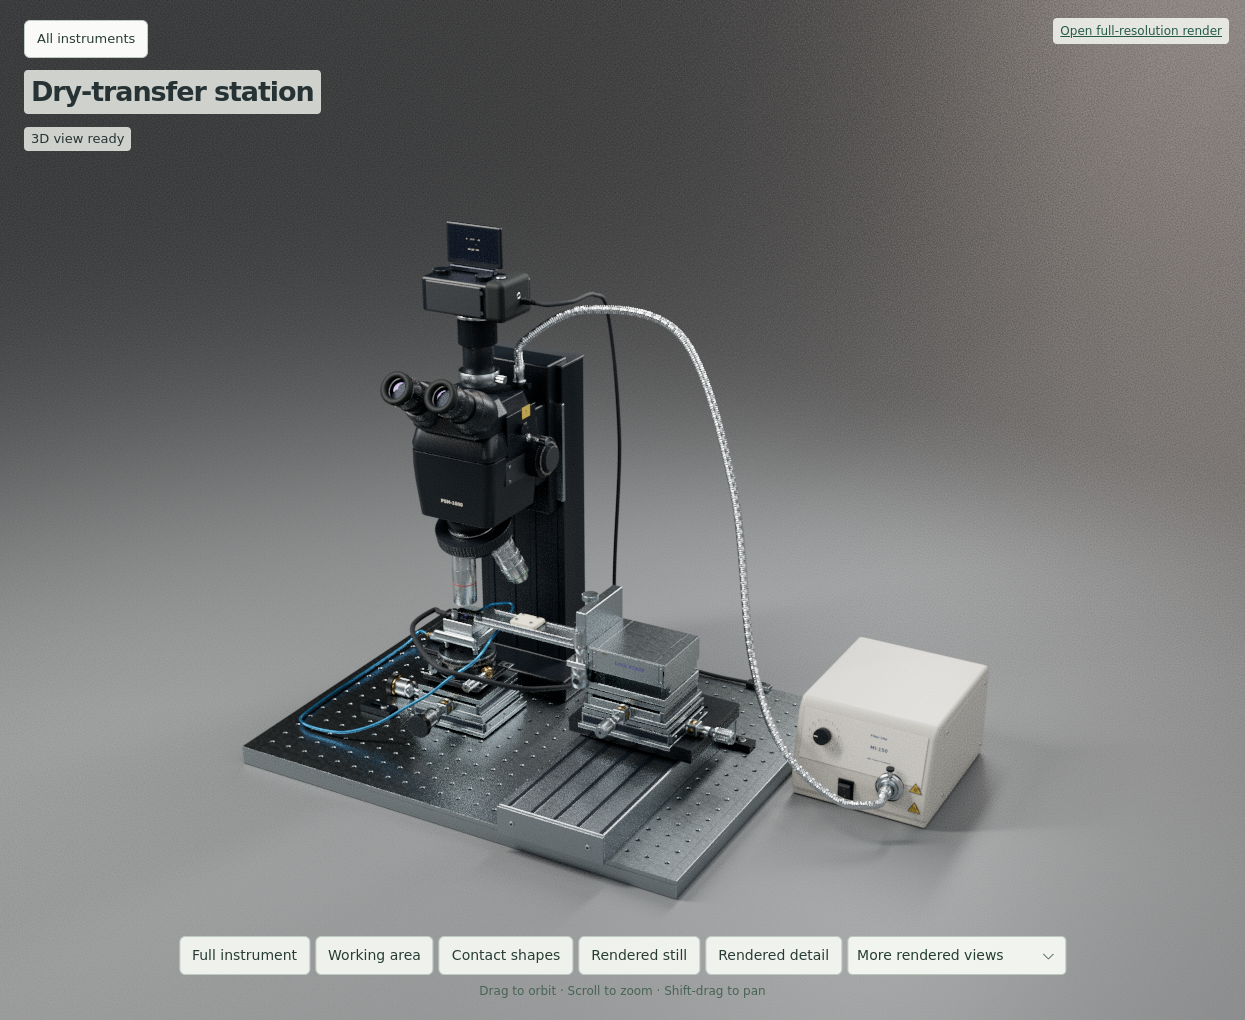 All instruments
Open full-resolution render
Dry-transfer station
3D view ready
Full instrument
Working area
Contact shapes
Rendered still
Rendered detail
More rendered views
Drag to orbit · Scroll to zoom · Shift-drag to pan